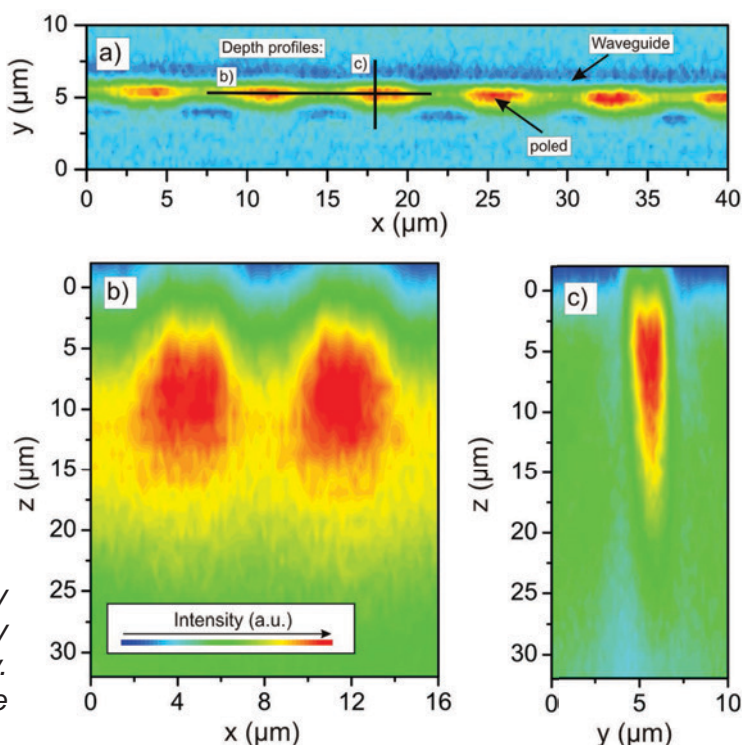 10
a)
Depth profiles:
Waveguide
c)
b)
5
poled
0
y (µm)
0 5 10 15 20 25 30 35 40
x (µm)
b)
0
5
10
15
20
25
30
z (µm)
Intensity (a.u.)
0 4 8 12 16
x (µm)
c)
0
5
10
15
20
25
30
z (µm)
0 5 10
y (µm)
e